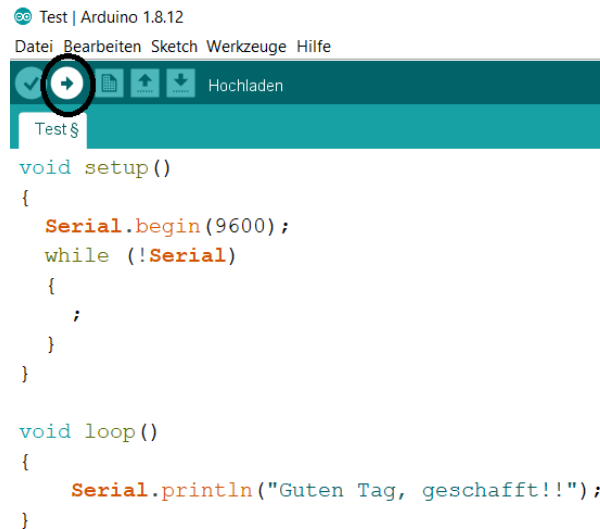 Test | Arduino 1.8.12
Datei Bearbeiten Sketch Werkzeuge Hilfe
Hochladen
Test §
void setup()
{
  Serial.begin(9600);
  while (!Serial)
  {
    ;
  }
}

void loop()
{
    Serial.println("Guten Tag, geschafft!!");
}